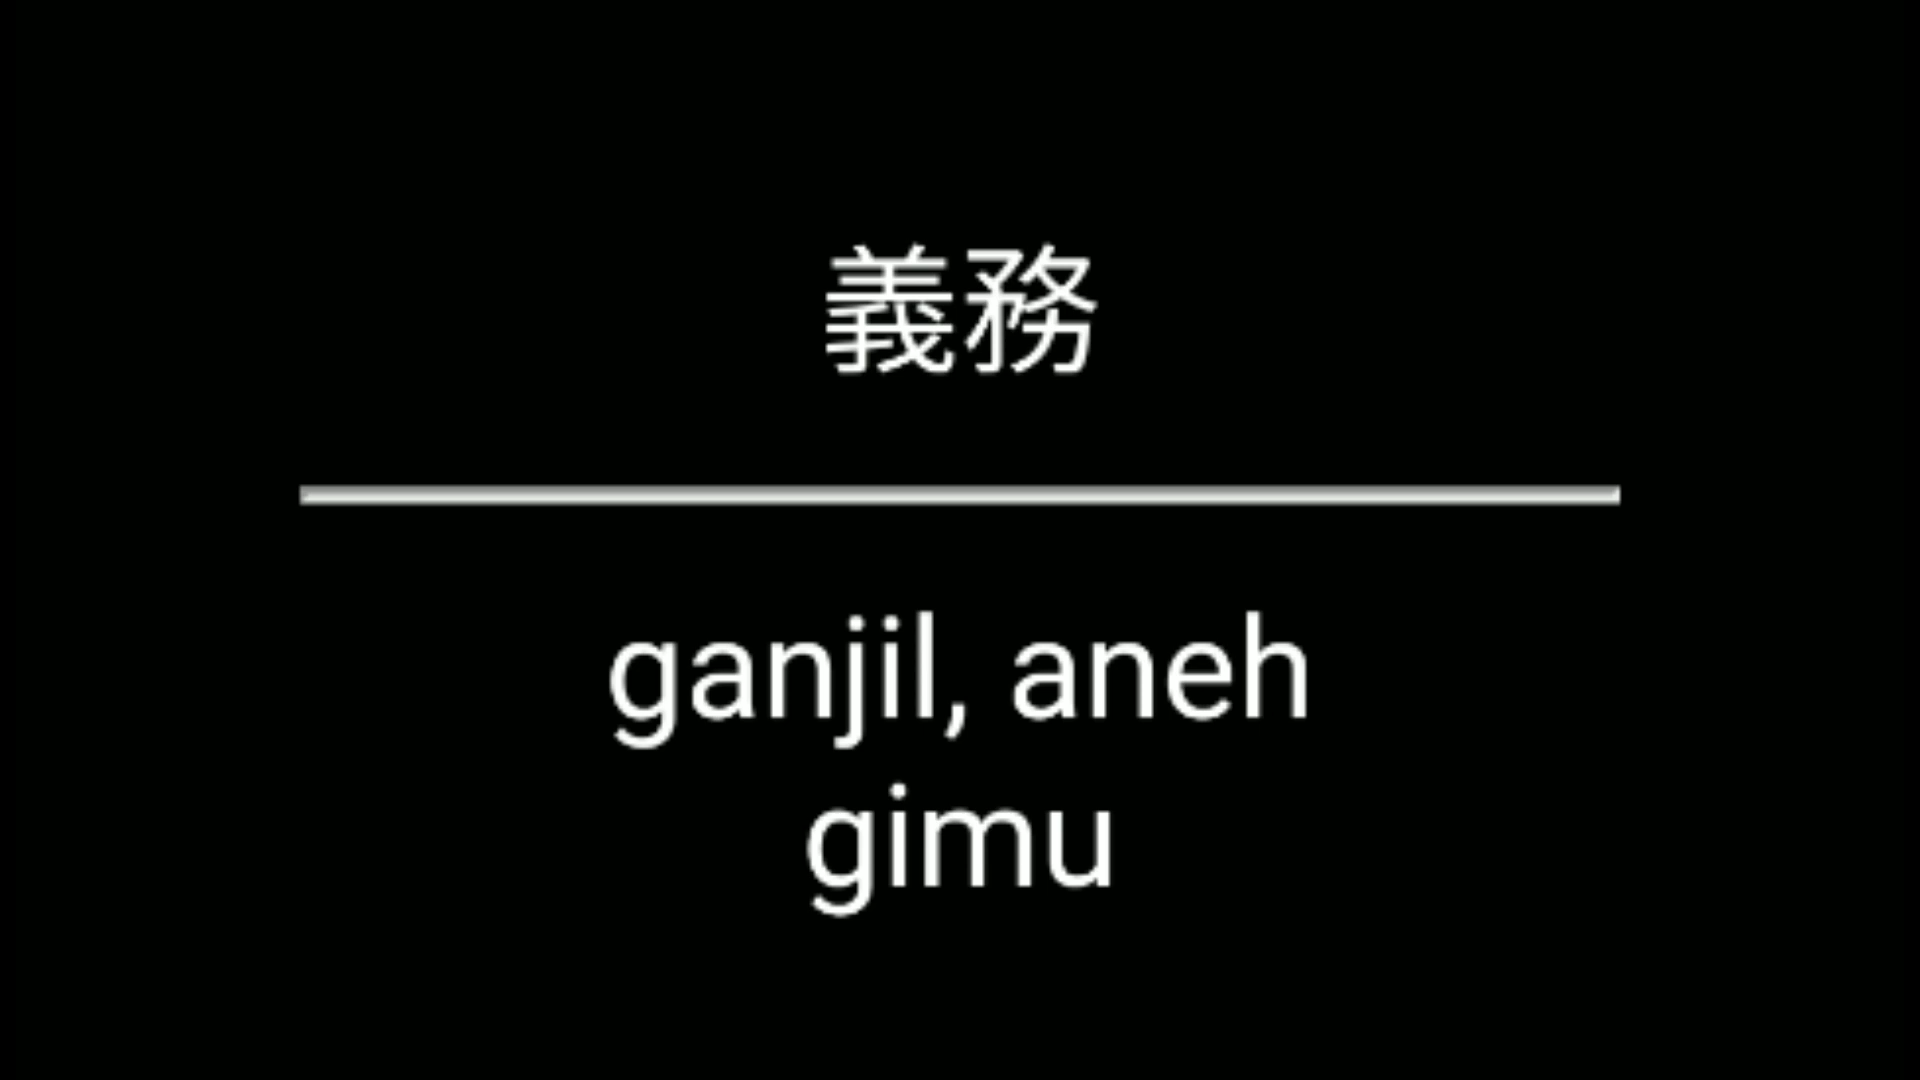 義務
ganjil, aneh
gimu